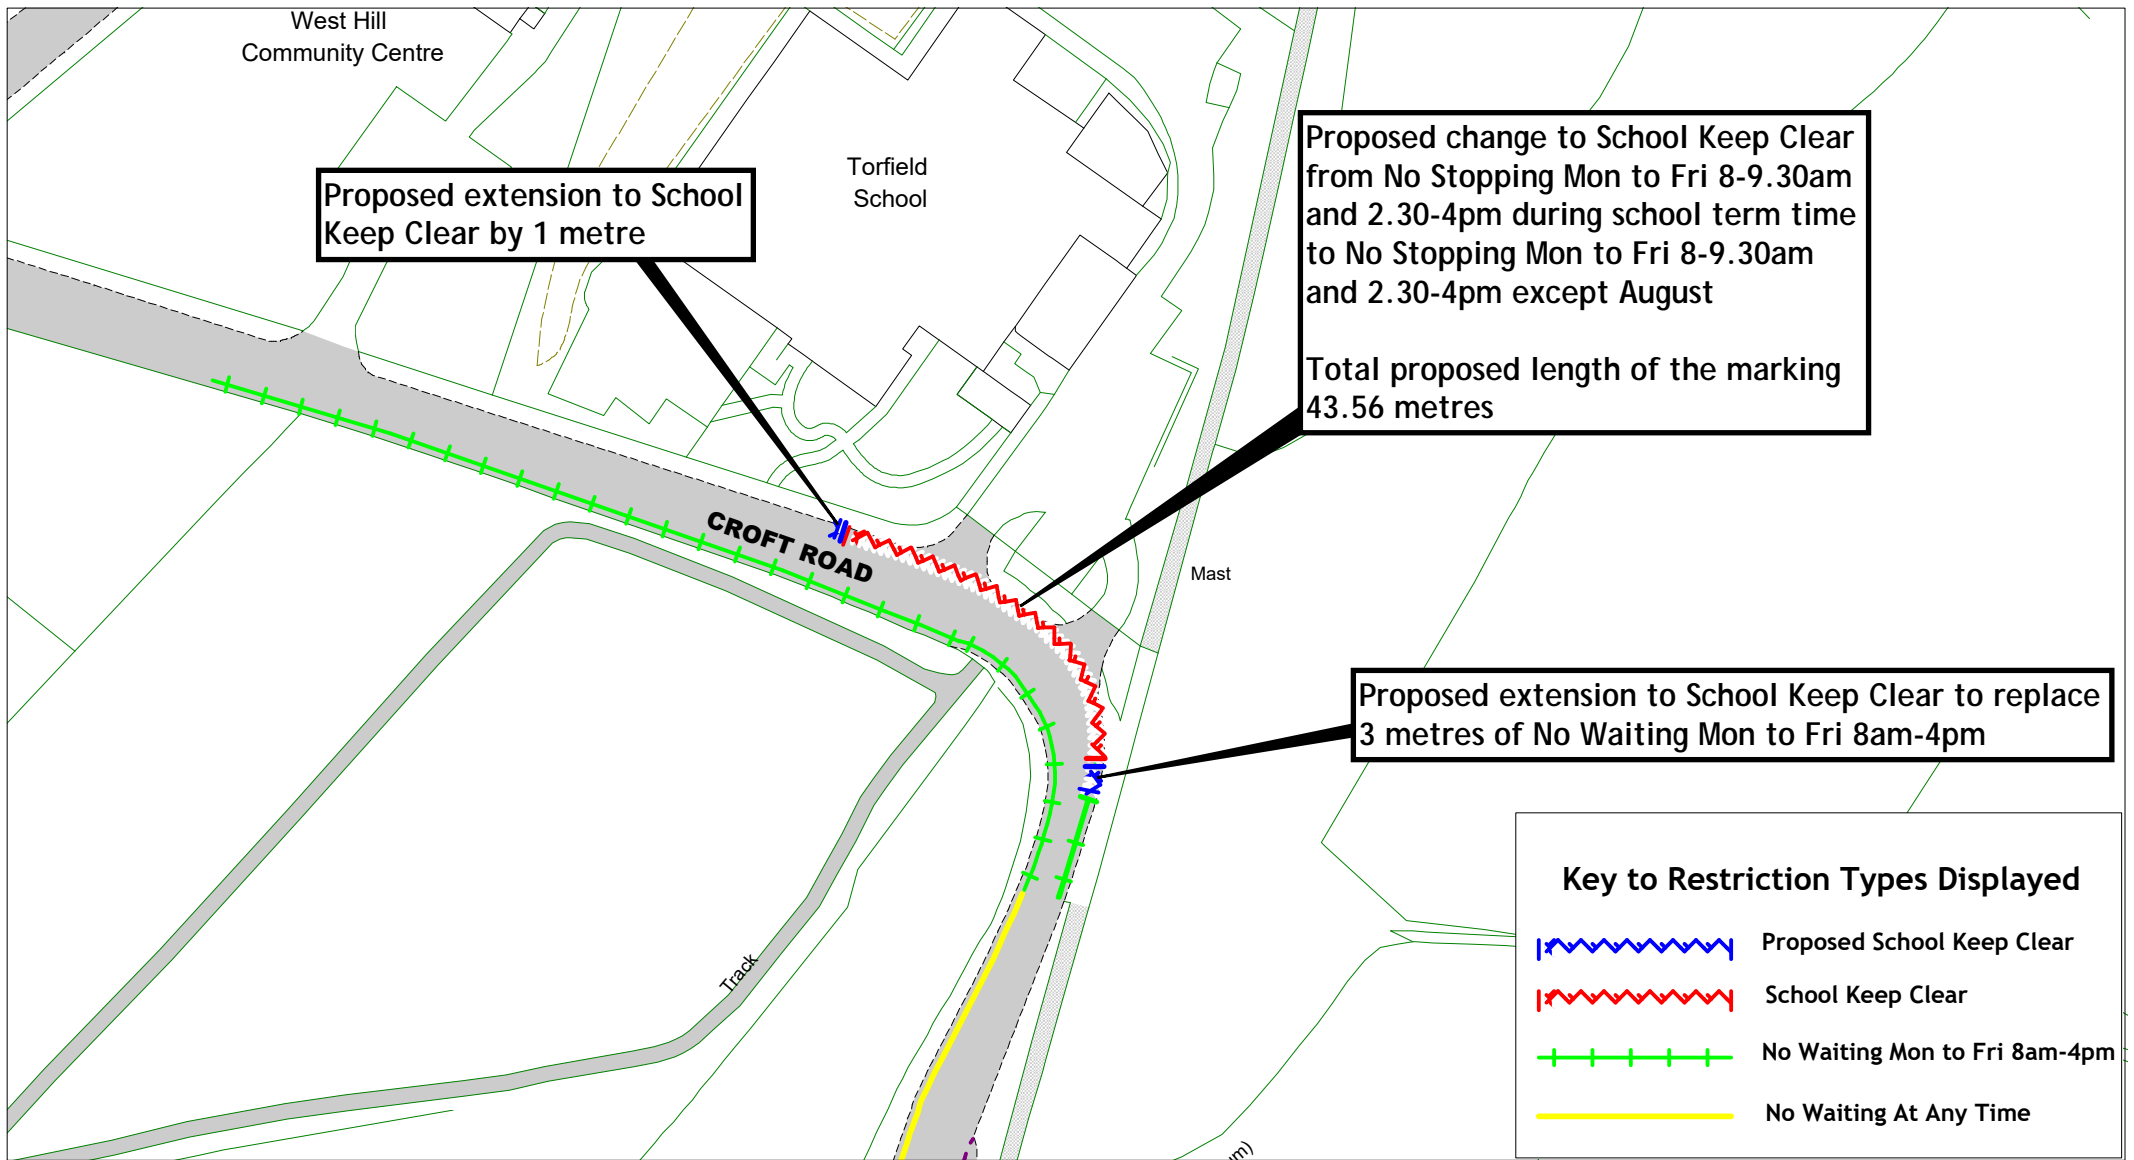 West Hill
Community Centre
Torfield
School
Proposed extension to School
Keep Clear by 1 metre
Proposed change to School Keep Clear
from No Stopping Mon to Fri 8-9.30am
and 2.30-4pm during school term time
to No Stopping Mon to Fri 8-9.30am
and 2.30-4pm except August
Total proposed length of the marking
43.56 metres
CROFT ROAD
Mast
Proposed extension to School Keep Clear to replace
3 metres of No Waiting Mon to Fri 8am-4pm
Track
Key to Restriction Types Displayed
Proposed School Keep Clear
School Keep Clear
No Waiting Mon to Fri 8am-4pm
No Waiting At Any Time